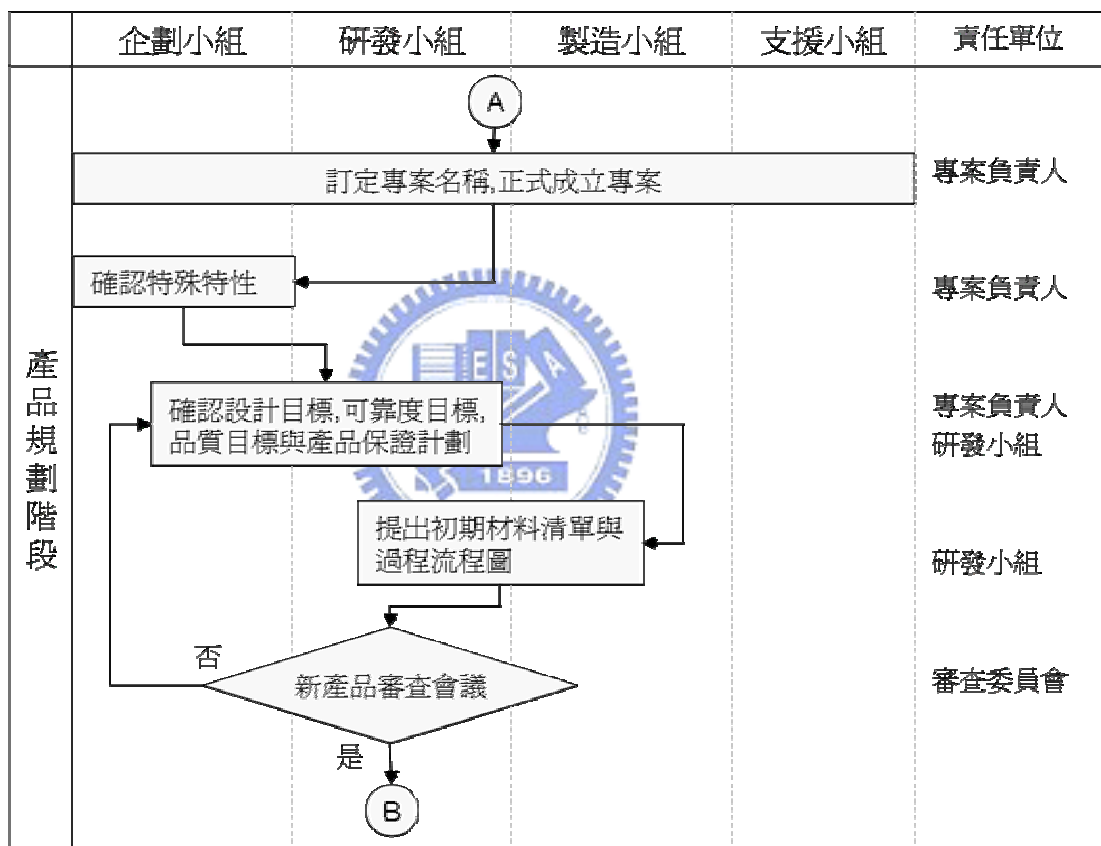 企劃小組 研發小組 製造小組 支援小組 責任單位
A
訂定專案名稱,正式成立專案 專案負責人
確認特殊特性 專案負責人
產品規劃階段
E S A
確認設計目標,可靠度目標,
品質目標與產品保證計劃
專案負責人
研發小組
1896
提出初期材料清單與
過程流程圖
研發小組
否
新產品審查會議 審查委員會
是
B